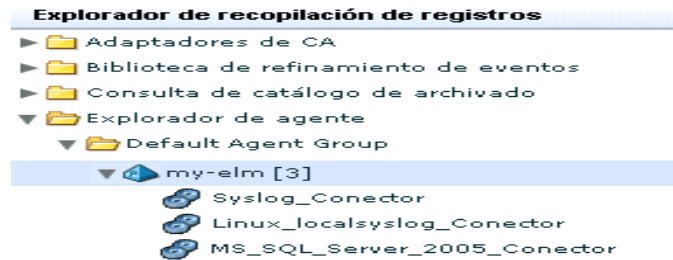 Explorador de recopilación de registros
Adaptadores de CA
Biblioteca de refinamiento de eventos
Consulta de catálogo de archivado
Explorador de agente
Default Agent Group
my-elm [3]
Syslog_Conector
Linux_localsyslog_Conector
MS_SQL_Server_2005_Conector